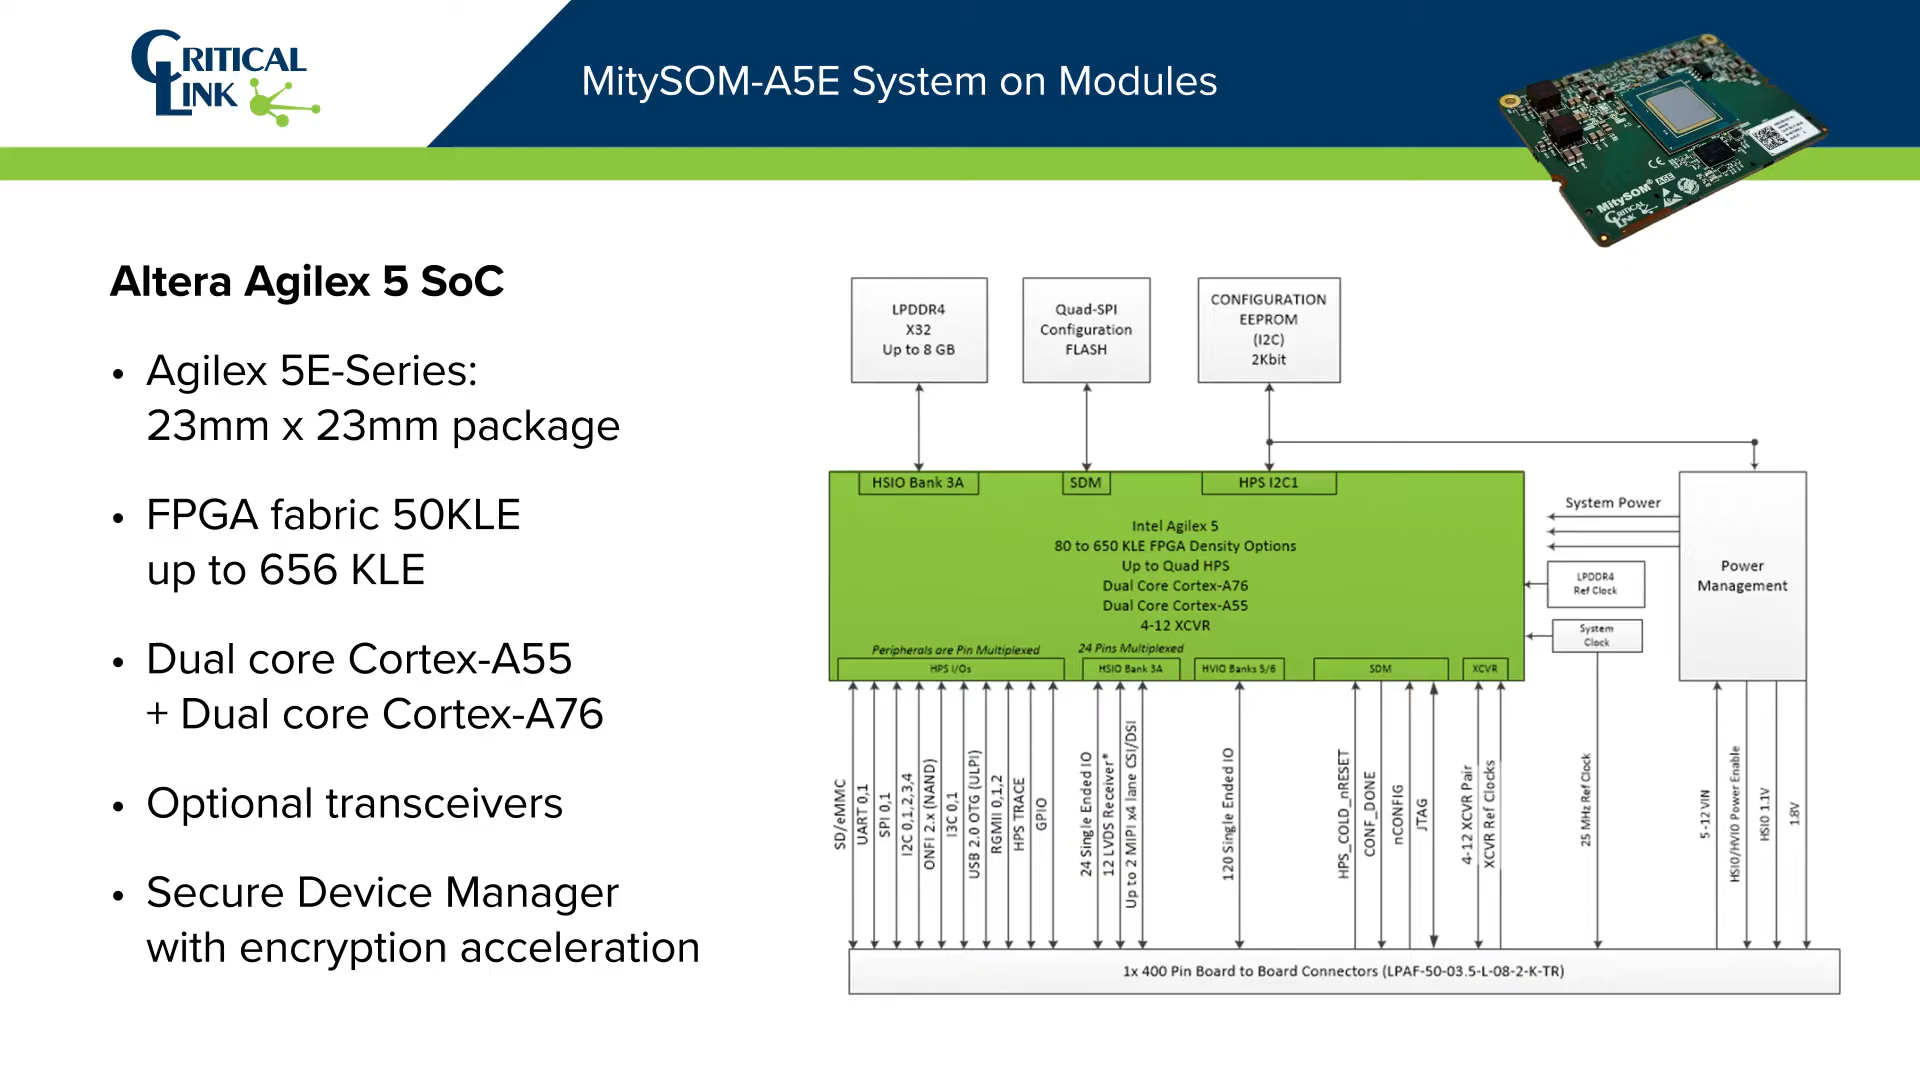 CRITICAL
LINK
MitySOM-A5E System on Modules
MitySOM® A5E
CRITICAL
LINK
Altera Agilex 5 SoC
• Agilex 5E-Series:
23mm x 23mm package
• FPGA fabric 50KLE
up to 656 KLE
• Dual core Cortex-A55
+ Dual core Cortex-A76
• Optional transceivers
• Secure Device Manager
with encryption acceleration
LPDDR4
X32
Up to 8 GB
Quad-SPI
Configuration
FLASH
CONFIGURATION
EEPROM
(I2C)
2Kbit
HSIO Bank 3A
SDM
HPS I2C1
Intel Agilex 5
80 to 650 KLE FPGA Density Options
Up to Quad HPS
Dual Core Cortex-A76
Dual Core Cortex-A55
4-12 XCVR
Peripherals are Pin Multiplexed
24 Pins Multiplexed
HPS I/Os
HSIO Bank 3A
HVIO Banks 5/6
SDM
XCVR
System Power
LPDDR4
Ref Clock
System
Clock
Power
Management
SD/eMMC
UART 0,1
SPI 0,1
I2C 0,1,2,3,4
ONFI 2.x (NAND)
I3C 0,1
USB 2.0 OTG (ULPI)
RGMII 0,1,2
HPS TRACE
GPIO
24 Single Ended IO
12 LVDS Receiver*
Up to 2 MIPI x4 lane CSI/DSI
120 Single Ended IO
HPS_COLD_nRESET
CONF_DONE
nCONFIG
JTAG
4-12 XCVR Pair
XCVR Ref Clocks
25 MHz Ref Clock
5 -12 VIN
HSIO/HVIO Power Enable
HSIO 1.1V
1.8V
1x 400 Pin Board to Board Connectors (LPAF-50-03.5-L-08-2-K-TR)